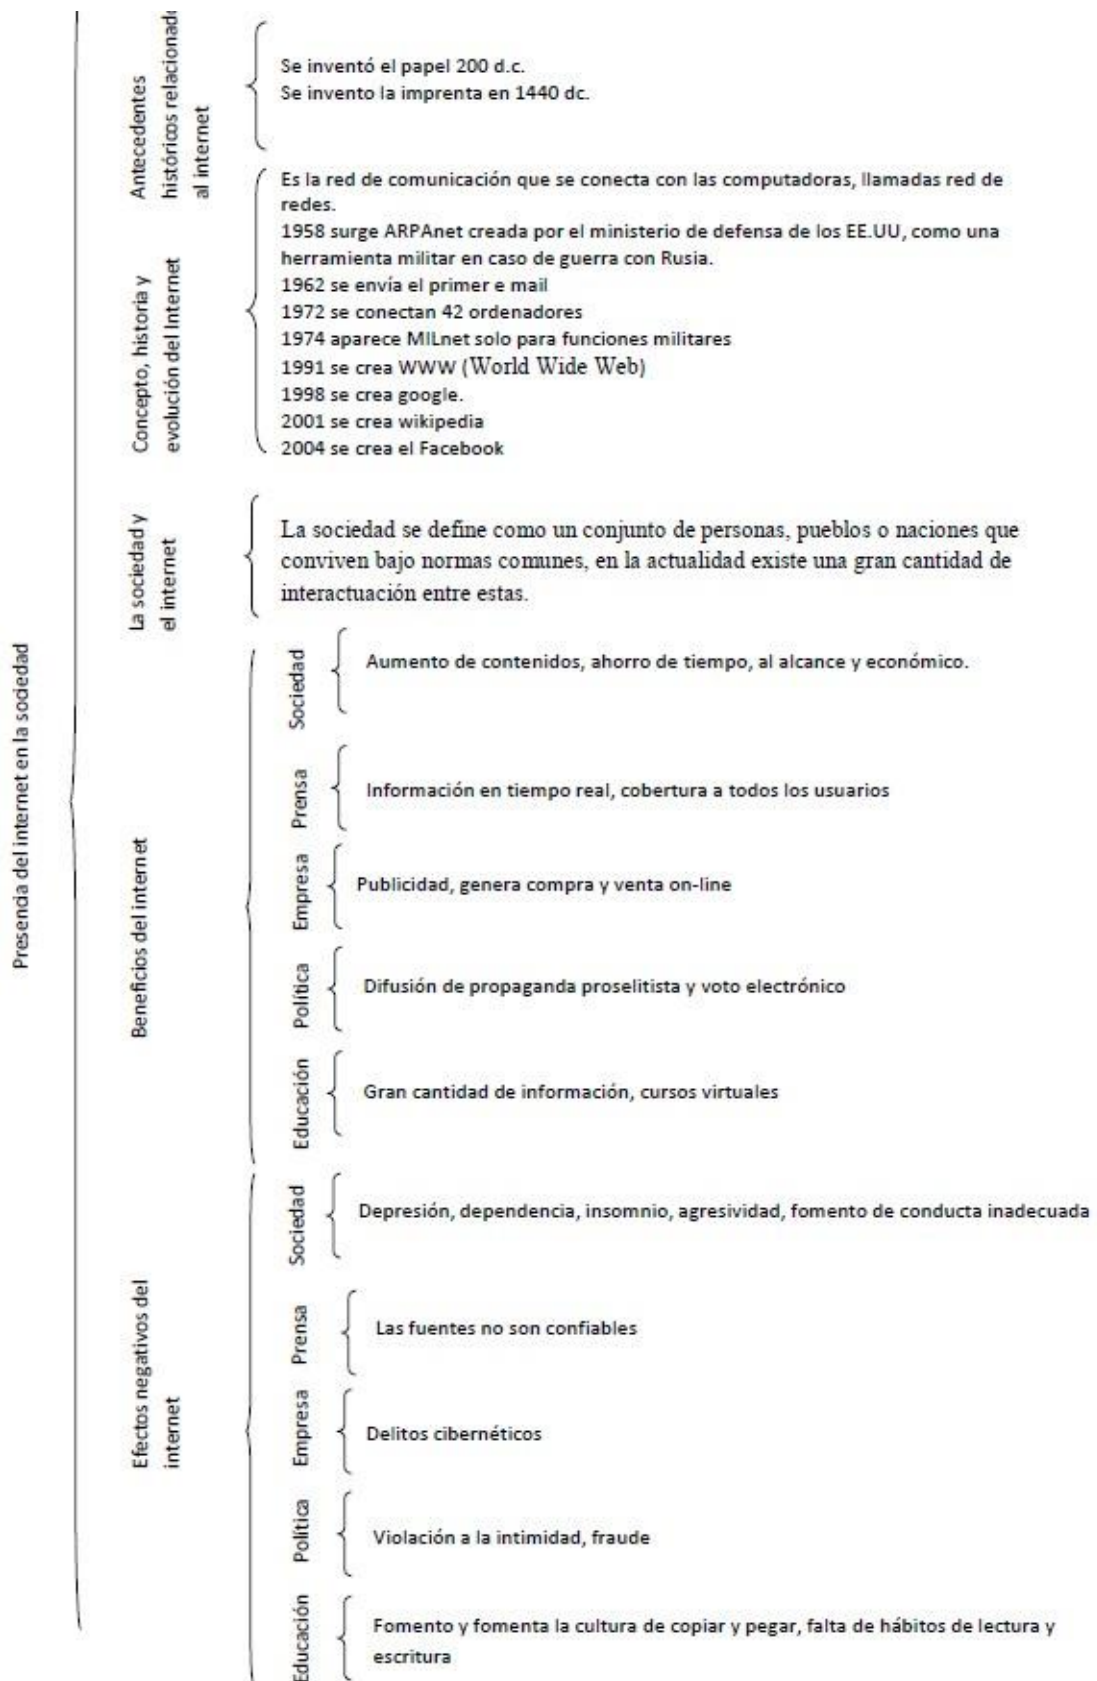 Presencia del internet en la sociedad
Antecedentes
históricos relacionad
al internet
Se inventó el papel 200 d.c.
Se invento la imprenta en 1440 dc.
Concepto, historia y
evolución del Internet
Es la red de comunicación que se conecta con las computadoras, llamadas red de
redes.
1958 surge ARPAnet creada por el ministerio de defensa de los EE.UU, como una
herramienta militar en caso de guerra con Rusia.
1962 se envía el primer e mail
1972 se conectan 42 ordenadores
1974 aparece MILnet solo para funciones militares
1991 se crea WWW (World Wide Web)
1998 se crea google.
2001 se crea wikipedia
2004 se crea el Facebook
La sociedad y
el internet
La sociedad se define como un conjunto de personas, pueblos o naciones que
conviven bajo normas comunes, en la actualidad existe una gran cantidad de
interactuación entre estas.
Beneficios del internet
Sociedad
Aumento de contenidos, ahorro de tiempo, al alcance y económico.
Prensa
Información en tiempo real, cobertura a todos los usuarios
Empresa
Publicidad, genera compra y venta on-line
Política
Difusión de propaganda proselitista y voto electrónico
Educación
Gran cantidad de información, cursos virtuales
Efectos negativos del
internet
Sociedad
Depresión, dependencia, insomnio, agresividad, fomento de conducta inadecuada
Prensa
Las fuentes no son confiables
Empresa
Delitos cibernéticos
Política
Violación a la intimidad, fraude
Educación
Fomento y fomenta la cultura de copiar y pegar, falta de hábitos de lectura y
escritura